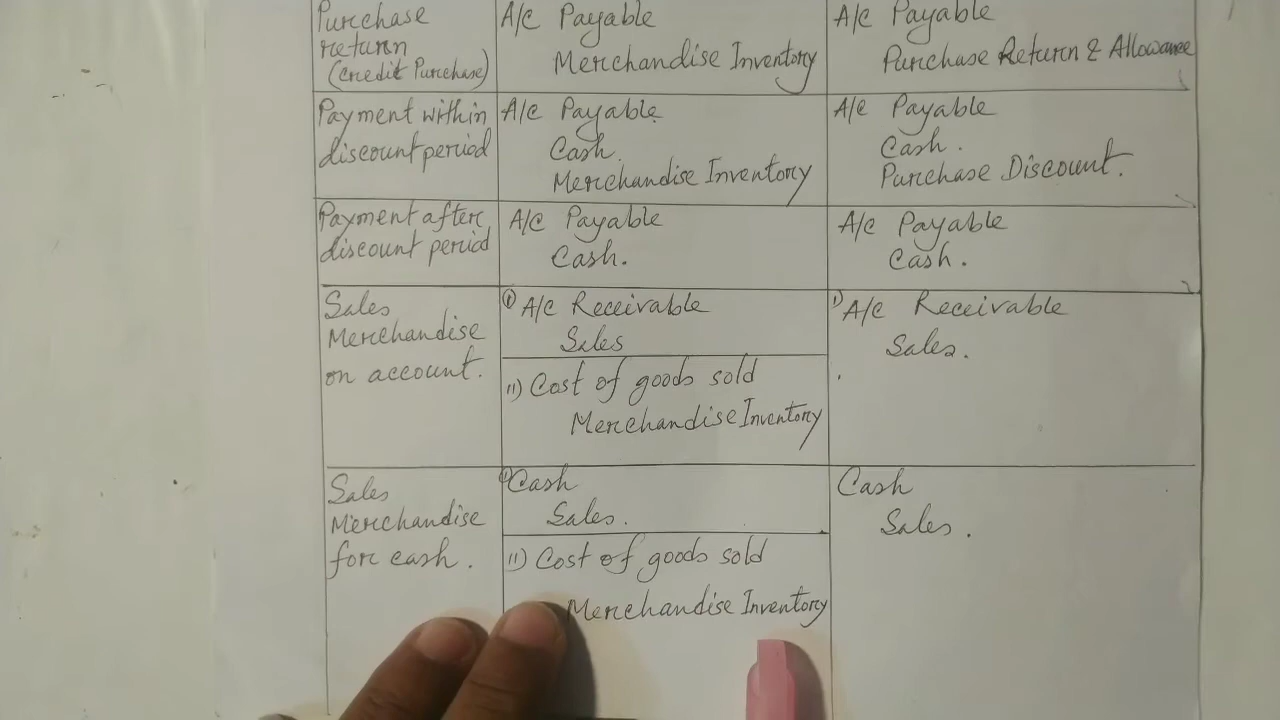 Purchase
return
(Credit Purchase)
A/C Payable
Merchandise Inventory
A/C Payable
Purchase Return & Allowance
Payment within
discount period
A/C Payable
Cash.
Merchandise Inventory
A/C Payable
Cash.
Purchase Discount.
Payment after
discount period
A/C Payable
Cash.
A/C Payable
Cash.
Sales
Merchandise
on account.
i) A/C Receivable
Sales
ii) Cost of goods sold
Merchandise Inventory
i) A/C Receivable
Sales.
Sales
Merchandise
for cash.
i) Cash
Sales.
ii) Cost of goods sold
Merchandise Inventory
Cash
Sales.